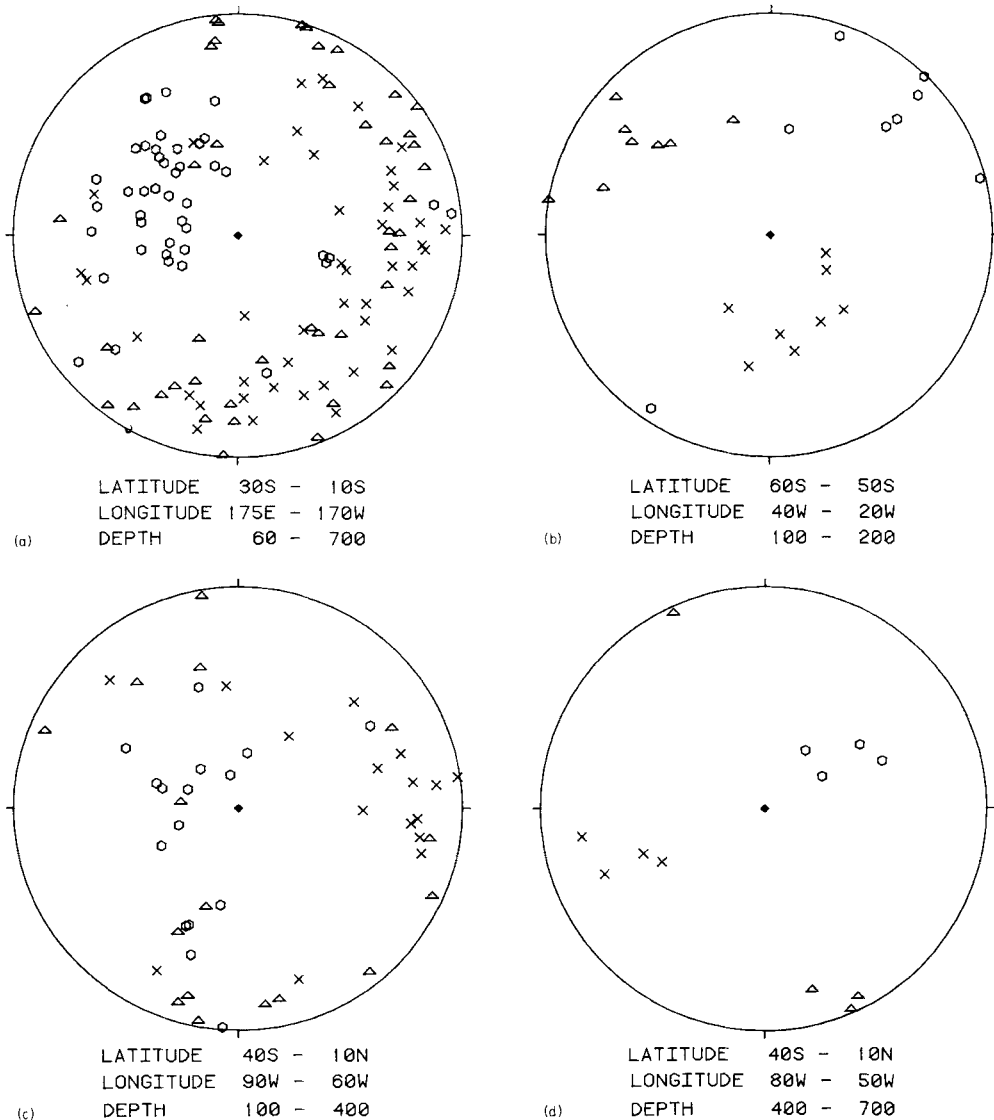 LATITUDE 30S - 10S
LONGITUDE 175E - 170W
(a) DEPTH 60 - 700
LATITUDE 60S - 50S
LONGITUDE 40W - 20W
(b) DEPTH 100 - 200
LATITUDE 40S - 10N
LONGITUDE 90W - 60W
(c) DEPTH 100 - 400
LATITUDE 40S - 10N
LONGITUDE 80W - 50W
(d) DEPTH 400 - 700